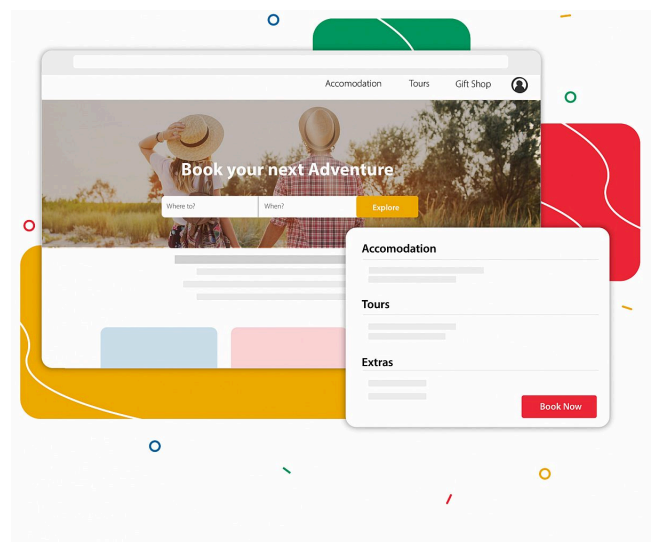 Accomodation Tours Gift Shop
Book your next Adventure
Where to? When? Explore
Accomodation
Tours
Extras
Book Now